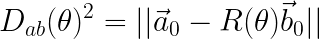 D_{ab}(\theta)^2 = ||\vec{a}_0 - R(\theta)\vec{b}_0||